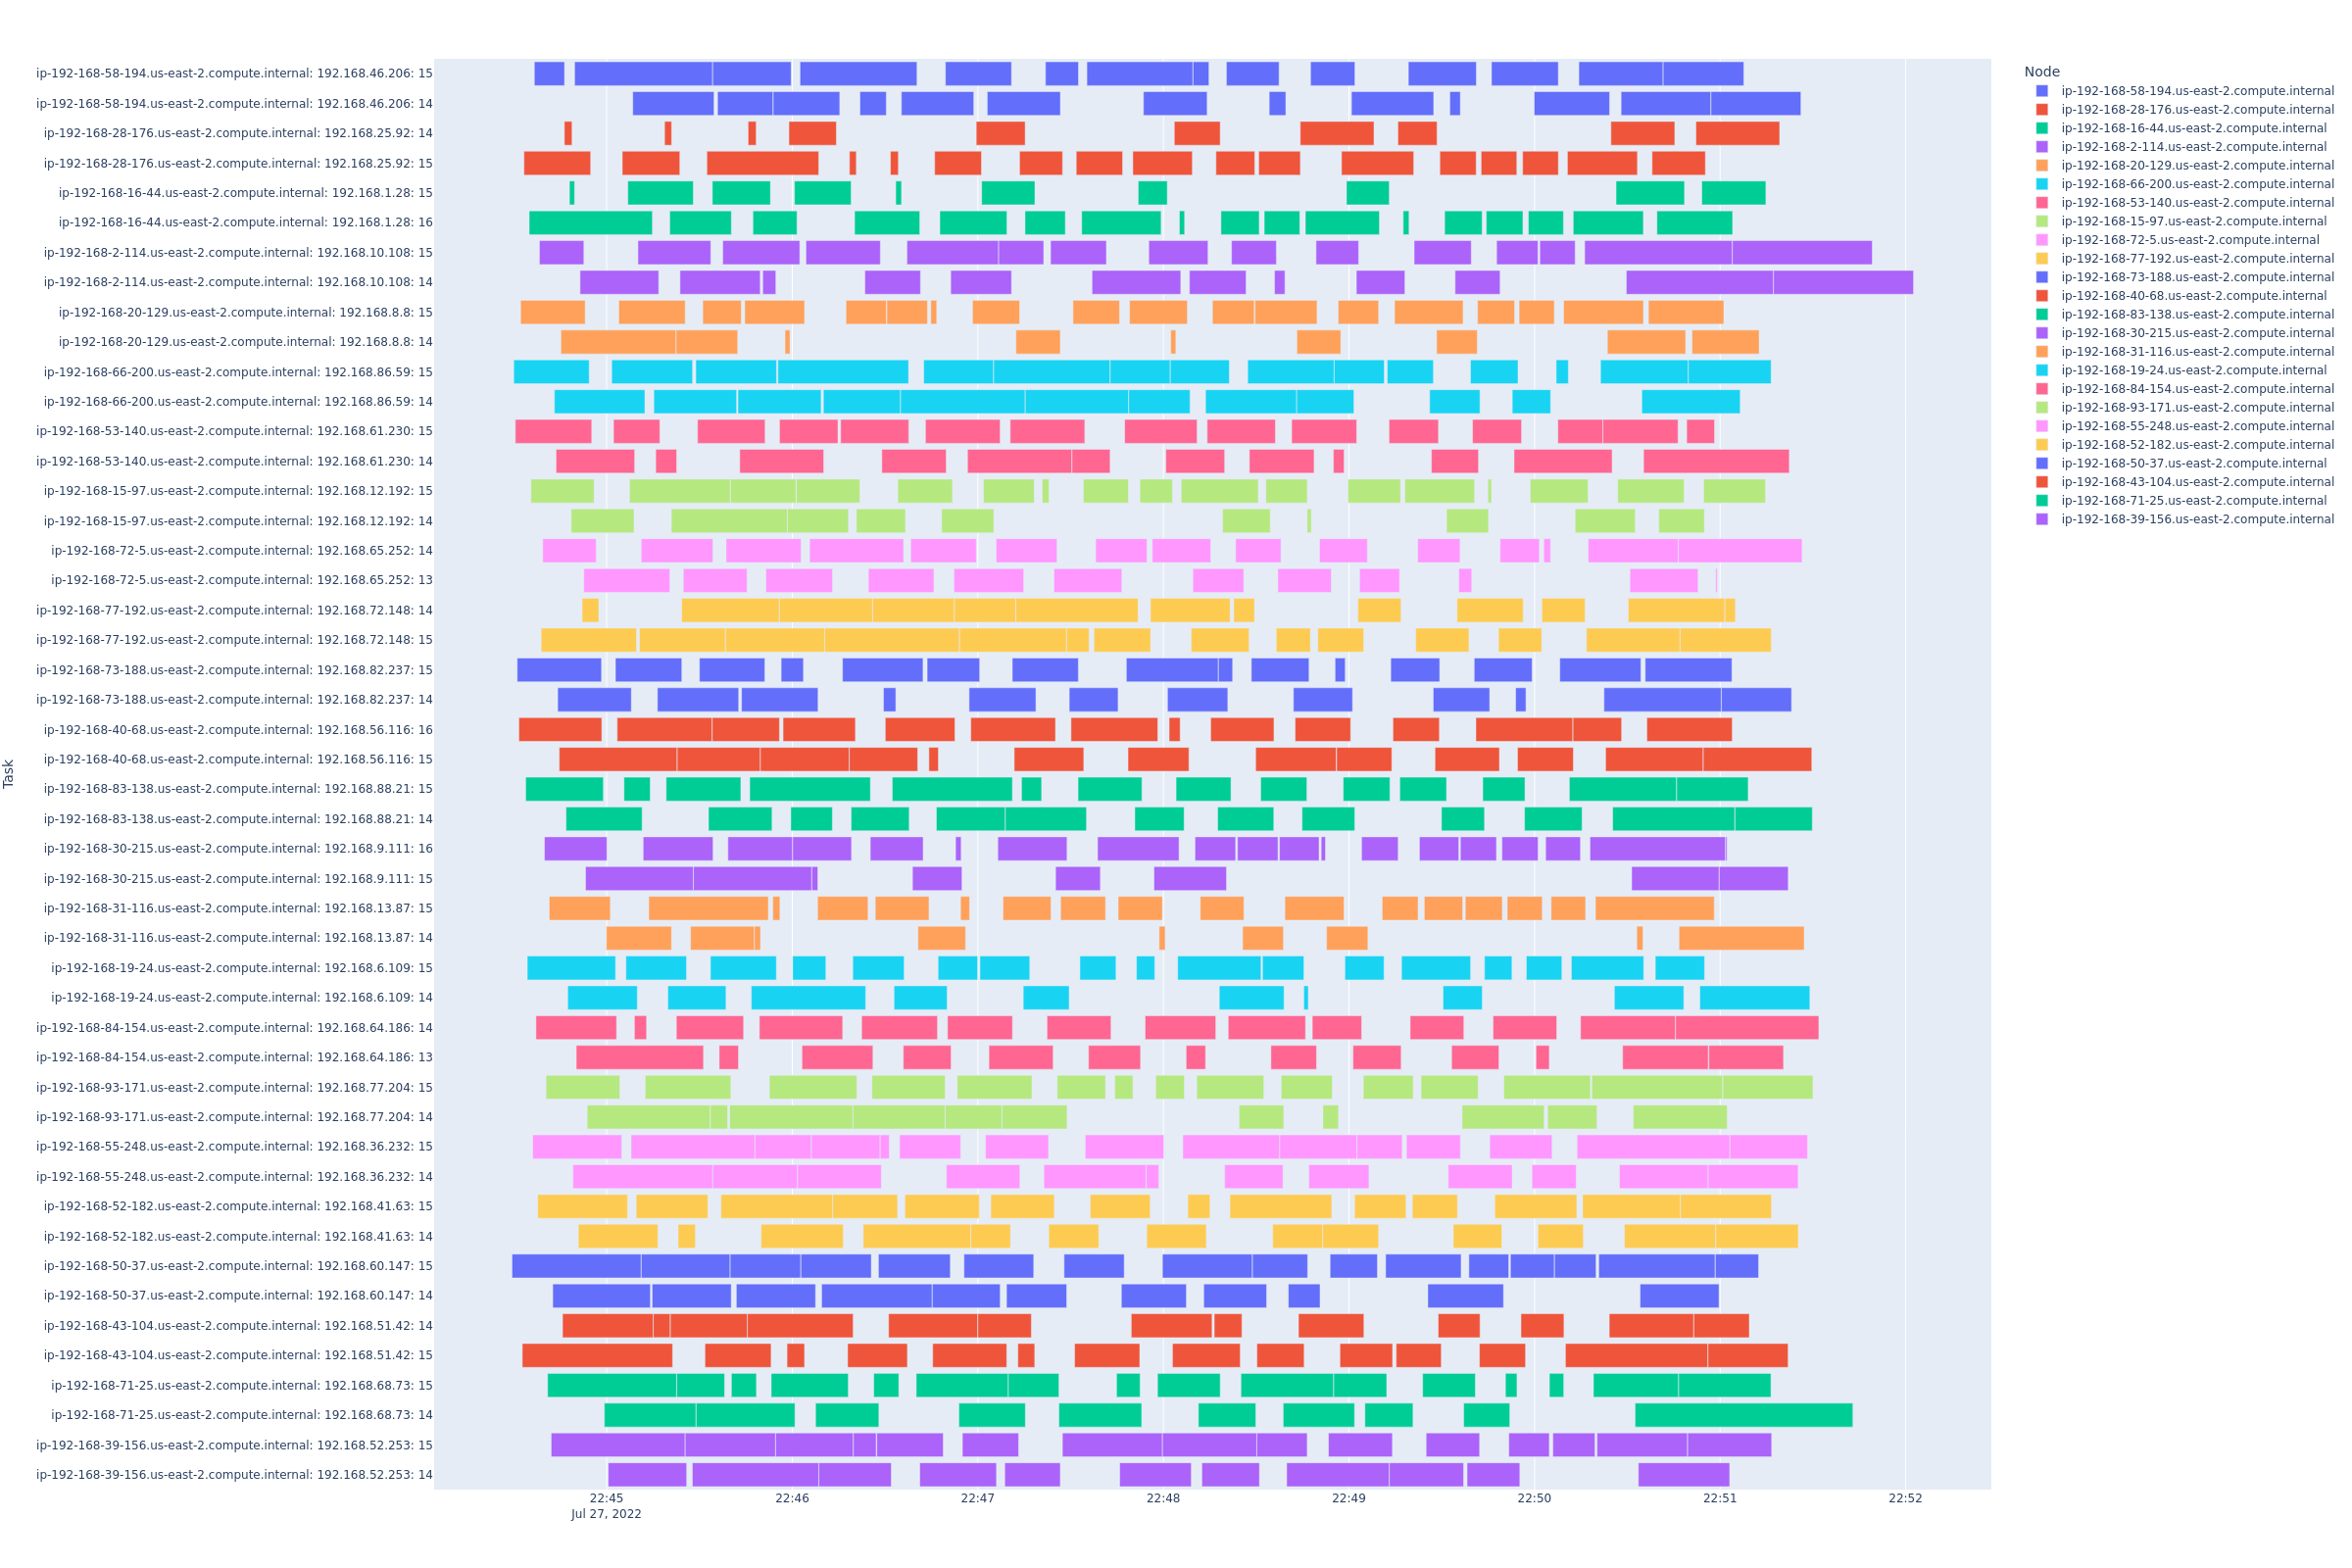 ip-192-168-58-194.us-east-2.compute.internal: 192.168.46.206: 15
ip-192-168-58-194.us-east-2.compute.internal: 192.168.46.206: 14
ip-192-168-28-176.us-east-2.compute.internal: 192.168.25.92: 14
ip-192-168-28-176.us-east-2.compute.internal: 192.168.25.92: 15
ip-192-168-16-44.us-east-2.compute.internal: 192.168.1.28: 15
ip-192-168-16-44.us-east-2.compute.internal: 192.168.1.28: 16
ip-192-168-2-114.us-east-2.compute.internal: 192.168.10.108: 15
ip-192-168-2-114.us-east-2.compute.internal: 192.168.10.108: 14
ip-192-168-20-129.us-east-2.compute.internal: 192.168.8.8: 15
ip-192-168-20-129.us-east-2.compute.internal: 192.168.8.8: 14
ip-192-168-66-200.us-east-2.compute.internal: 192.168.86.59: 15
ip-192-168-66-200.us-east-2.compute.internal: 192.168.86.59: 14
ip-192-168-53-140.us-east-2.compute.internal: 192.168.61.230: 15
ip-192-168-53-140.us-east-2.compute.internal: 192.168.61.230: 14
ip-192-168-15-97.us-east-2.compute.internal: 192.168.12.192: 15
ip-192-168-15-97.us-east-2.compute.internal: 192.168.12.192: 14
ip-192-168-72-5.us-east-2.compute.internal: 192.168.65.252: 14
ip-192-168-72-5.us-east-2.compute.internal: 192.168.65.252: 13
ip-192-168-77-192.us-east-2.compute.internal: 192.168.72.148: 14
ip-192-168-77-192.us-east-2.compute.internal: 192.168.72.148: 15
ip-192-168-73-188.us-east-2.compute.internal: 192.168.82.237: 15
ip-192-168-73-188.us-east-2.compute.internal: 192.168.82.237: 14
ip-192-168-40-68.us-east-2.compute.internal: 192.168.56.116: 16
ip-192-168-40-68.us-east-2.compute.internal: 192.168.56.116: 15
ip-192-168-83-138.us-east-2.compute.internal: 192.168.88.21: 15
ip-192-168-83-138.us-east-2.compute.internal: 192.168.88.21: 14
ip-192-168-30-215.us-east-2.compute.internal: 192.168.9.111: 16
ip-192-168-30-215.us-east-2.compute.internal: 192.168.9.111: 15
ip-192-168-31-116.us-east-2.compute.internal: 192.168.13.87: 15
ip-192-168-31-116.us-east-2.compute.internal: 192.168.13.87: 14
ip-192-168-19-24.us-east-2.compute.internal: 192.168.6.109: 15
ip-192-168-19-24.us-east-2.compute.internal: 192.168.6.109: 14
ip-192-168-84-154.us-east-2.compute.internal: 192.168.64.186: 14
ip-192-168-84-154.us-east-2.compute.internal: 192.168.64.186: 13
ip-192-168-93-171.us-east-2.compute.internal: 192.168.77.204: 15
ip-192-168-93-171.us-east-2.compute.internal: 192.168.77.204: 14
ip-192-168-55-248.us-east-2.compute.internal: 192.168.36.232: 15
ip-192-168-55-248.us-east-2.compute.internal: 192.168.36.232: 14
ip-192-168-52-182.us-east-2.compute.internal: 192.168.41.63: 15
ip-192-168-52-182.us-east-2.compute.internal: 192.168.41.63: 14
ip-192-168-50-37.us-east-2.compute.internal: 192.168.60.147: 15
ip-192-168-50-37.us-east-2.compute.internal: 192.168.60.147: 14
ip-192-168-43-104.us-east-2.compute.internal: 192.168.51.42: 14
ip-192-168-43-104.us-east-2.compute.internal: 192.168.51.42: 15
ip-192-168-71-25.us-east-2.compute.internal: 192.168.68.73: 15
ip-192-168-71-25.us-east-2.compute.internal: 192.168.68.73: 14
ip-192-168-39-156.us-east-2.compute.internal: 192.168.52.253: 15
ip-192-168-39-156.us-east-2.compute.internal: 192.168.52.253: 14
Task
22:45 22:46 22:47 22:48 22:49 22:50 22:51 22:52
Jul 27, 2022
Node
ip-192-168-58-194.us-east-2.compute.internal
ip-192-168-28-176.us-east-2.compute.internal
ip-192-168-16-44.us-east-2.compute.internal
ip-192-168-2-114.us-east-2.compute.internal
ip-192-168-20-129.us-east-2.compute.internal
ip-192-168-66-200.us-east-2.compute.internal
ip-192-168-53-140.us-east-2.compute.internal
ip-192-168-15-97.us-east-2.compute.internal
ip-192-168-72-5.us-east-2.compute.internal
ip-192-168-77-192.us-east-2.compute.internal
ip-192-168-73-188.us-east-2.compute.internal
ip-192-168-40-68.us-east-2.compute.internal
ip-192-168-83-138.us-east-2.compute.internal
ip-192-168-30-215.us-east-2.compute.internal
ip-192-168-31-116.us-east-2.compute.internal
ip-192-168-19-24.us-east-2.compute.internal
ip-192-168-84-154.us-east-2.compute.internal
ip-192-168-93-171.us-east-2.compute.internal
ip-192-168-55-248.us-east-2.compute.internal
ip-192-168-52-182.us-east-2.compute.internal
ip-192-168-50-37.us-east-2.compute.internal
ip-192-168-43-104.us-east-2.compute.internal
ip-192-168-71-25.us-east-2.compute.internal
ip-192-168-39-156.us-east-2.compute.internal